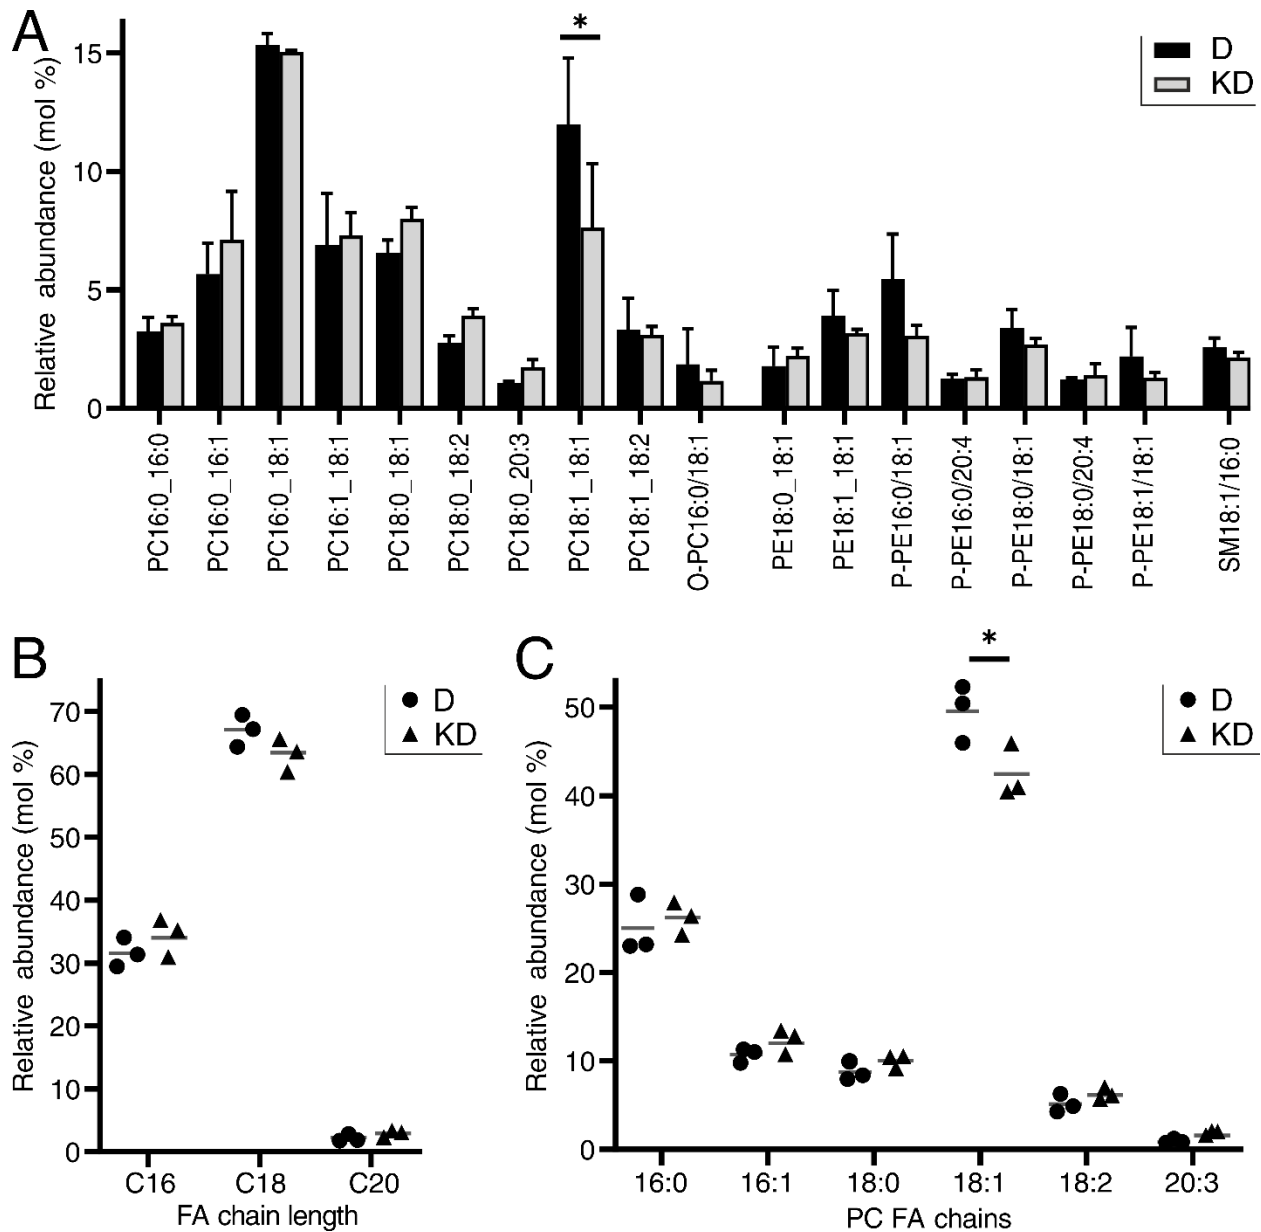 A
*
D
KD
Relative abundance (mol %)
15
10
5
0
PC16:0_16:0
PC16:0_16:1
PC16:0_18:1
PC16:1_18:1
PC18:0_18:1
PC18:0_18:2
PC18:0_20:3
PC18:1_18:1
PC18:1_18:2
O-PC16:0/18:1
PE18:0_18:1
PE18:1_18:1
P-PE16:0/18:1
P-PE16:0/20:4
P-PE18:0/18:1
P-PE18:0/20:4
P-PE18:1/18:1
SM18:1/16:0
B
D
KD
Relative abundance (mol %)
70
60
50
40
30
20
10
0
C16 C18 C20
FA chain length
C
*
D
KD
Relative abundance (mol %)
50
40
30
20
10
0
16:0 16:1 18:0 18:1 18:2 20:3
PC FA chains